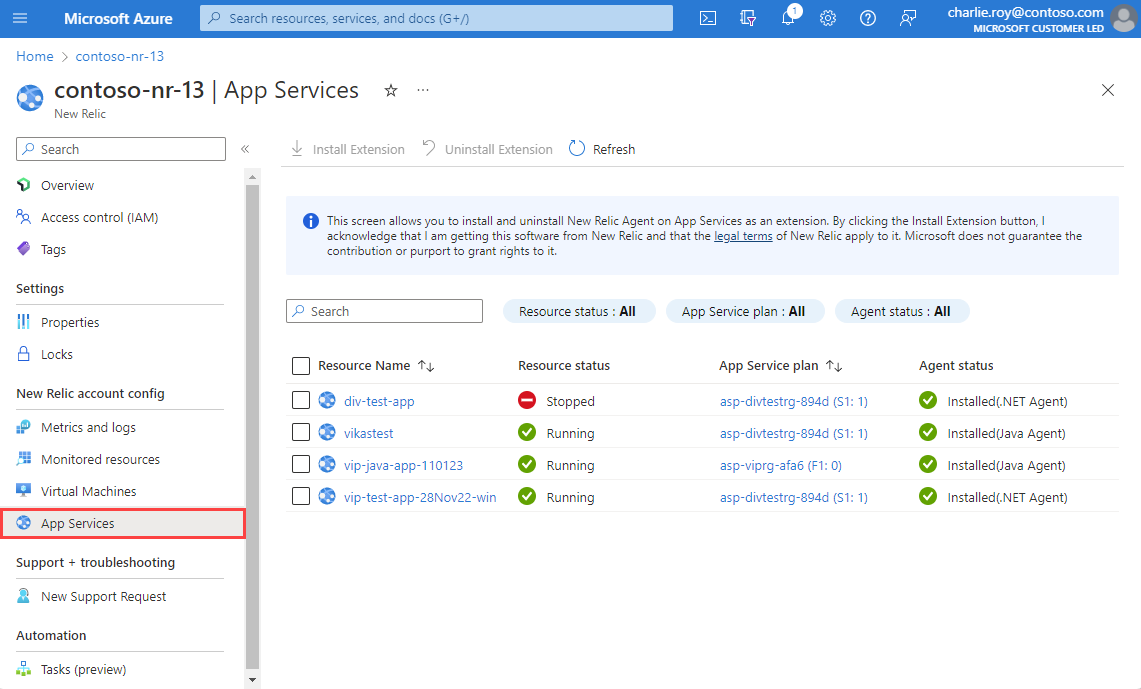 Microsoft Azure
Search resources, services, and docs (G+/)
1
charlie.roy@contoso.com
MICROSOFT CUSTOMER LED
Home > contoso-nr-13
contoso-nr-13 | App Services
New Relic
Search
Overview
Access control (IAM)
Tags
Settings
Properties
Locks
New Relic account config
Metrics and logs
Monitored resources
Virtual Machines
App Services
Support + troubleshooting
New Support Request
Automation
Tasks (preview)
Install Extension Uninstall Extension Refresh
This screen allows you to install and uninstall New Relic Agent on App Services as an extension. By clicking the Install Extension button, I
acknowledge that I am getting this software from New Relic and that the legal terms of New Relic apply to it. Microsoft does not guarantee the
contribution or purport to grant rights to it.
Search Resource status : All App Service plan : All Agent status : All
Resource Name Resource status App Service plan Agent status
div-test-app Stopped asp-divtestrg-894d (S1: 1) Installed(.NET Agent)
vikastest Running asp-divtestrg-894d (S1: 1) Installed(Java Agent)
vip-java-app-110123 Running asp-viprg-afa6 (F1: 0) Installed(Java Agent)
vip-test-app-28Nov22-win Running asp-divtestrg-894d (S1: 1) Installed(.NET Agent)